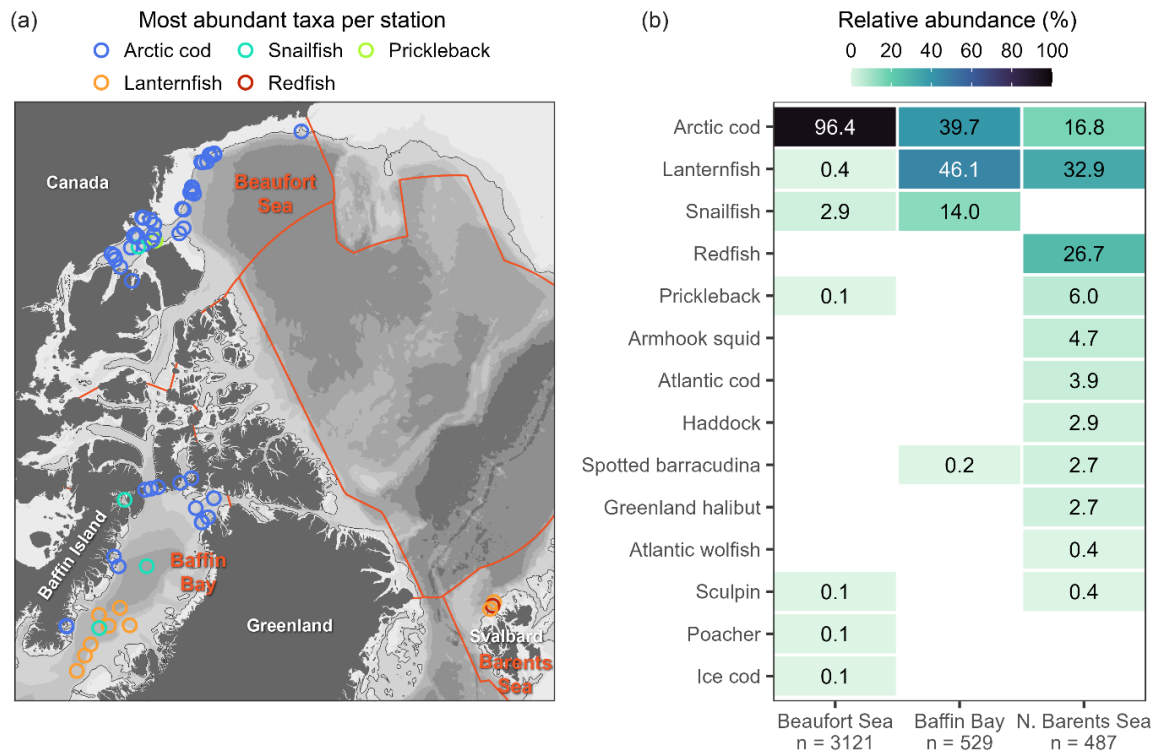 (a)
Most abundant taxa per station
Arctic cod
Snailfish
Prickleback
Lanternfish
Redfish
Canada
Beaufort
Sea
Baffin Island
Baffin
Bay
Greenland
Svalbard
Barents
Sea
(b)
Relative abundance (%)
0 20 40 60 80 100
Arctic cod 96.4 39.7 16.8
Lanternfish 0.4 46.1 32.9
Snailfish 2.9 14.0
Redfish 26.7
Prickleback 0.1 6.0
Armhook squid 4.7
Atlantic cod 3.9
Haddock 2.9
Spotted barracudina 0.2 2.7
Greenland halibut 2.7
Atlantic wolfish 0.4
Sculpin 0.1 0.4
Poacher 0.1
Ice cod 0.1
Beaufort Sea Baffin Bay N. Barents Sea
n = 3121 n = 529 n = 487